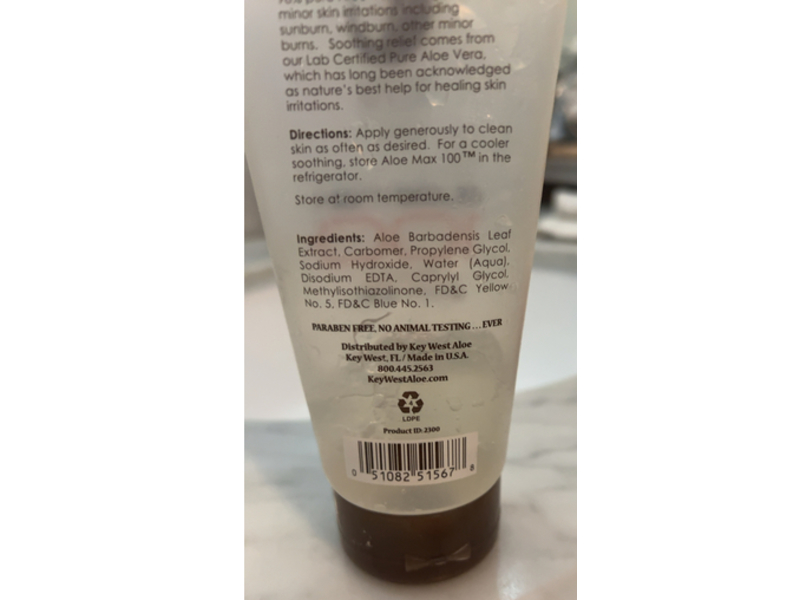 minor skin irritations including
sunburn, windburn, other minor
burns. Soothing relief comes from
our Lab Certified Pure Aloe Vera,
which has long been acknowledged
as nature's best help for healing skin
irritations.
Directions: Apply generously to clean
skin as often as desired. For a cooler
soothing, store Aloe Max 100™ in the
refrigerator.
Store at room temperature.
Ingredients: Aloe Barbadensis Leaf
Extract, Carbomer, Propylene Glycol,
Sodium Hydroxide, Water (Aqua),
Disodium EDTA, Caprylyl Glycol,
Methylisothiazolinone, FD&C Yellow
No. 5, FD&C Blue No. 1.
PARABEN FREE, NO ANIMAL TESTING...EVER
Distributed by Key West Aloe
Key West, FL / Made in U.S.A.
800.445.2563
KeyWestAloe.com
LDPE
Product ID: 2300
0 51082 51567 8